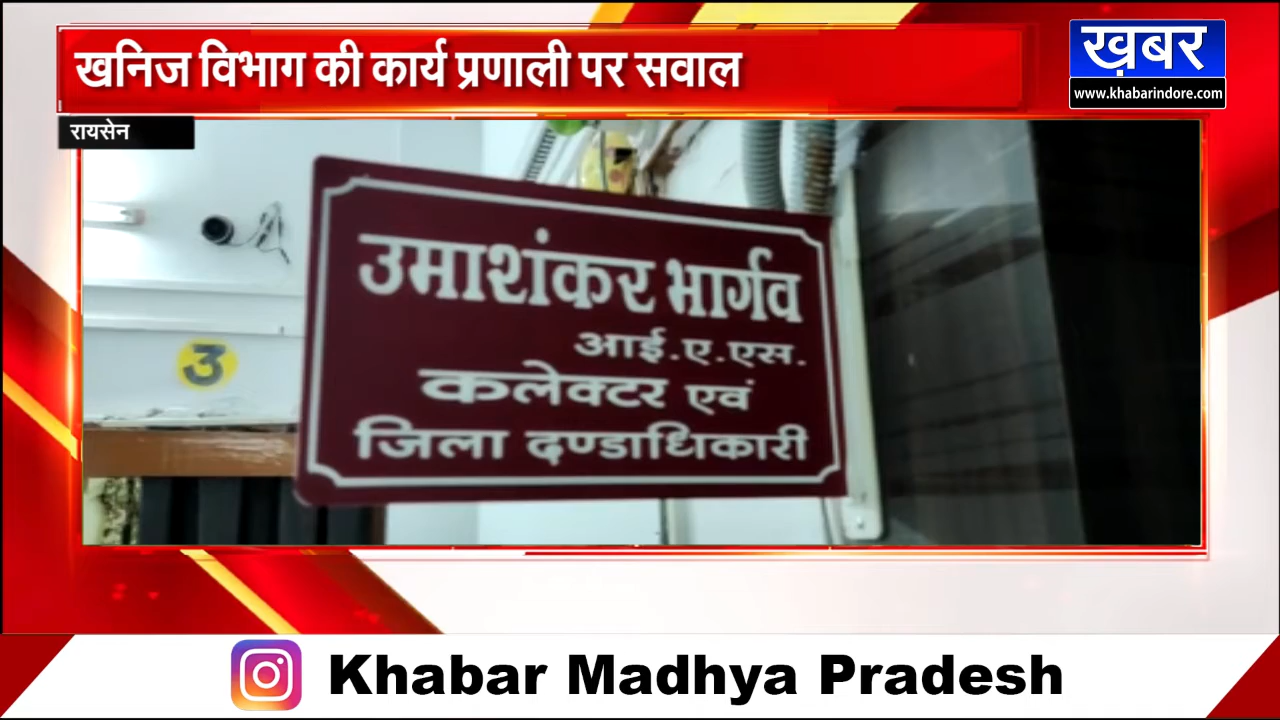 खनिज विभाग की कार्य प्रणाली पर सवाल
ख़बर
www.khabarindore.com
रायसेन
3
उमाशंकर भार्गव
आई.ए.एस.
कलेक्टर एवं
जिला दण्डाधिकारी
Khabar Madhya Pradesh